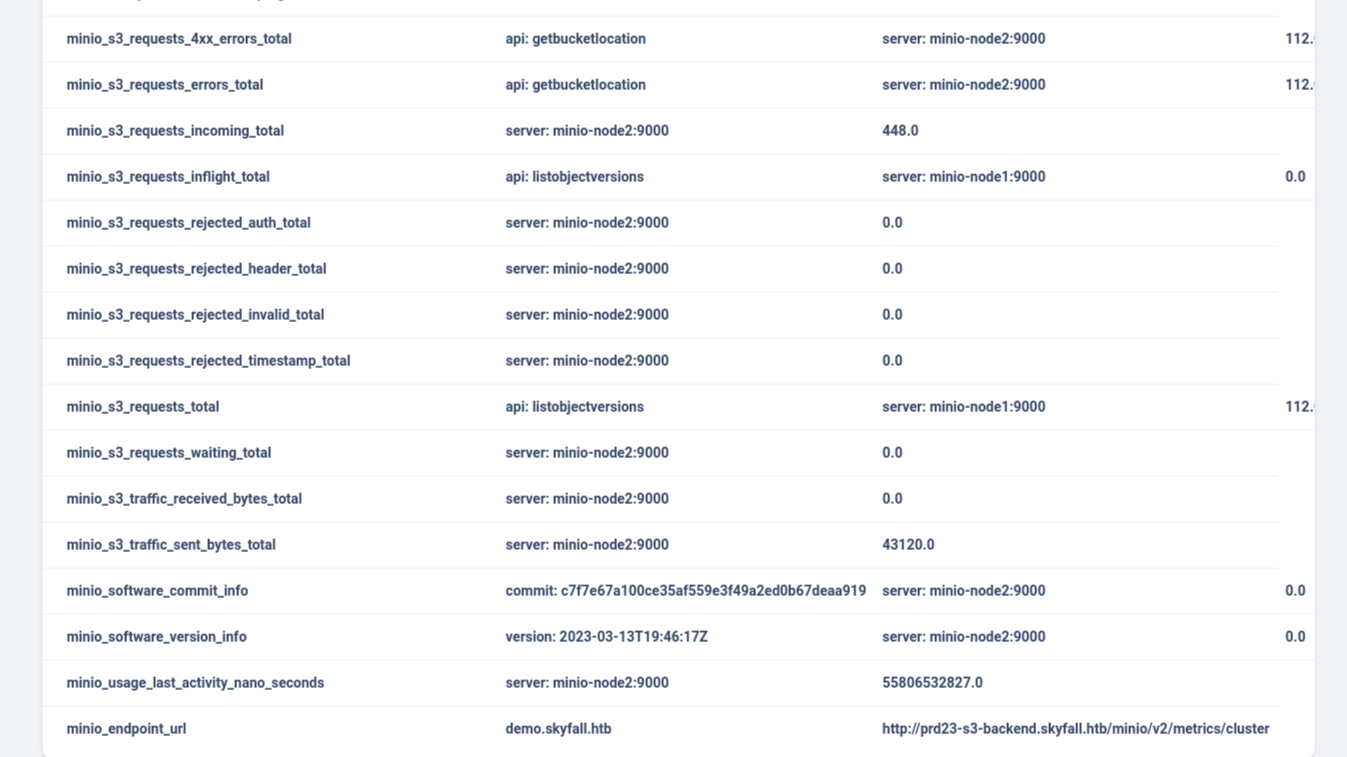 minio_s3_requests_4xx_errors_total api: getbucketlocation server: minio-node2:9000 112.
minio_s3_requests_errors_total api: getbucketlocation server: minio-node2:9000 112.
minio_s3_requests_incoming_total server: minio-node2:9000 448.0
minio_s3_requests_inflight_total api: listobjectversions server: minio-node1:9000 0.0
minio_s3_requests_rejected_auth_total server: minio-node2:9000 0.0
minio_s3_requests_rejected_header_total server: minio-node2:9000 0.0
minio_s3_requests_rejected_invalid_total server: minio-node2:9000 0.0
minio_s3_requests_rejected_timestamp_total server: minio-node2:9000 0.0
minio_s3_requests_total api: listobjectversions server: minio-node1:9000 112.
minio_s3_requests_waiting_total server: minio-node2:9000 0.0
minio_s3_traffic_received_bytes_total server: minio-node2:9000 0.0
minio_s3_traffic_sent_bytes_total server: minio-node2:9000 43120.0
minio_software_commit_info commit: c7f7e67a100ce35af559e3f49a2ed0b67deaa919 server: minio-node2:9000 0.0
minio_software_version_info version: 2023-03-13T19:46:17Z server: minio-node2:9000 0.0
minio_usage_last_activity_nano_seconds server: minio-node2:9000 55806532827.0
minio_endpoint_url demo.skyfall.htb http://prd23-s3-backend.skyfall.htb/minio/v2/metrics/cluster